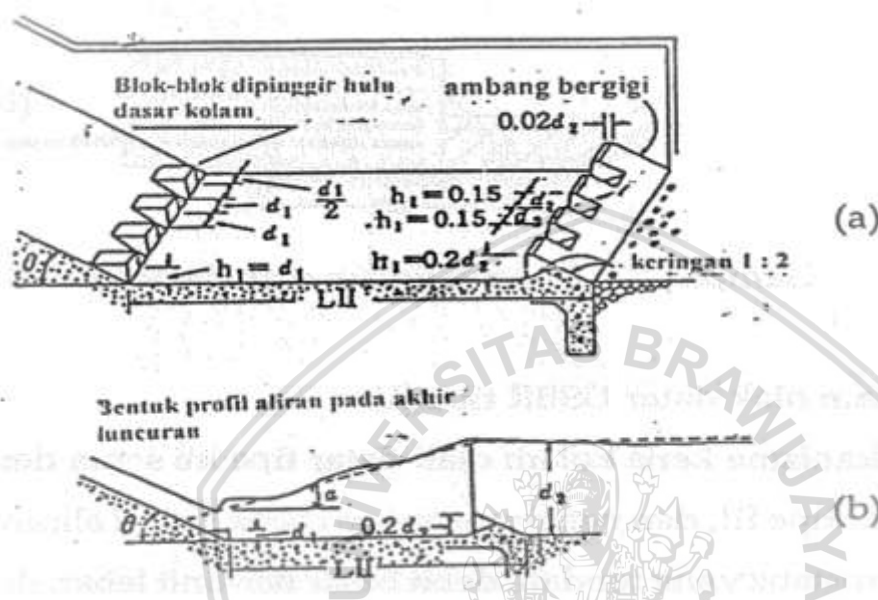 Blok-blok dipinggir hulu
dasar kolam
ambang bergigi
0.02d₂
d₁/2
d₁
d₁
h₁ = 0.15 d₂
h₁ = 0.15 d₂
h₁ = 0.2d₂
h₁ = d₁
keringan 1 : 2
θ
LII
(a)
UNIVERSITAS BRAWIJAYA
Bentuk profil aliran pada akhir
luncuran
a
d₂
θ
d₁
0.2d₂
LII
(b)